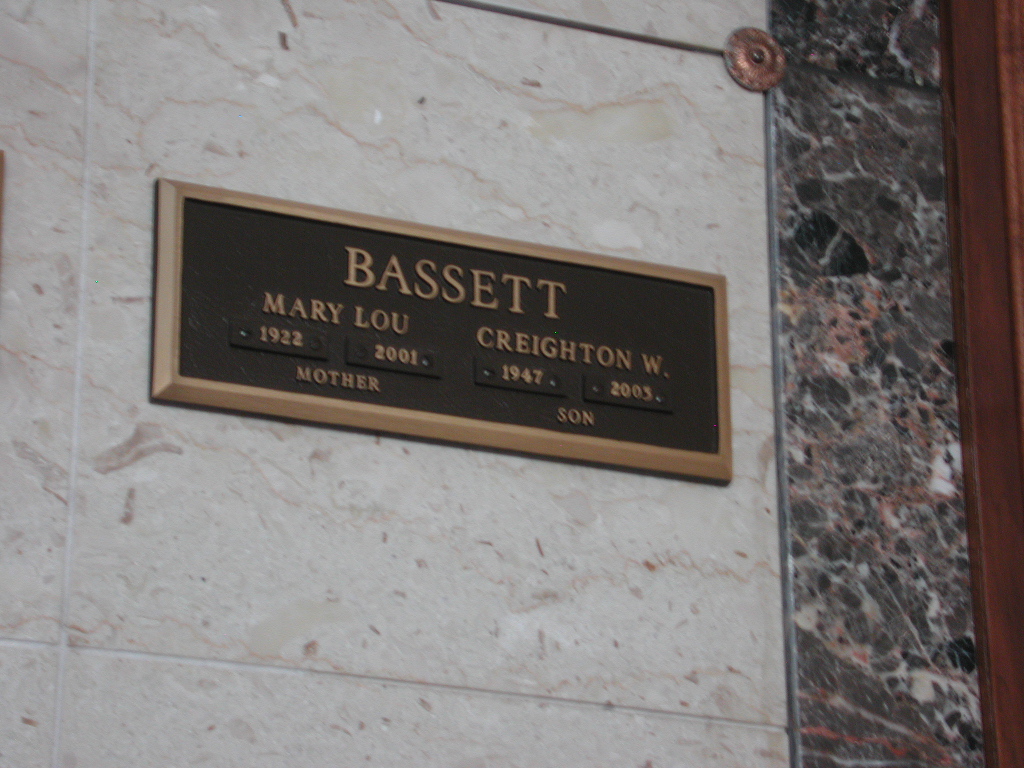 BASSETT
MARY LOU
1922 2001
MOTHER
CREIGHTON W.
1947 2003
SON